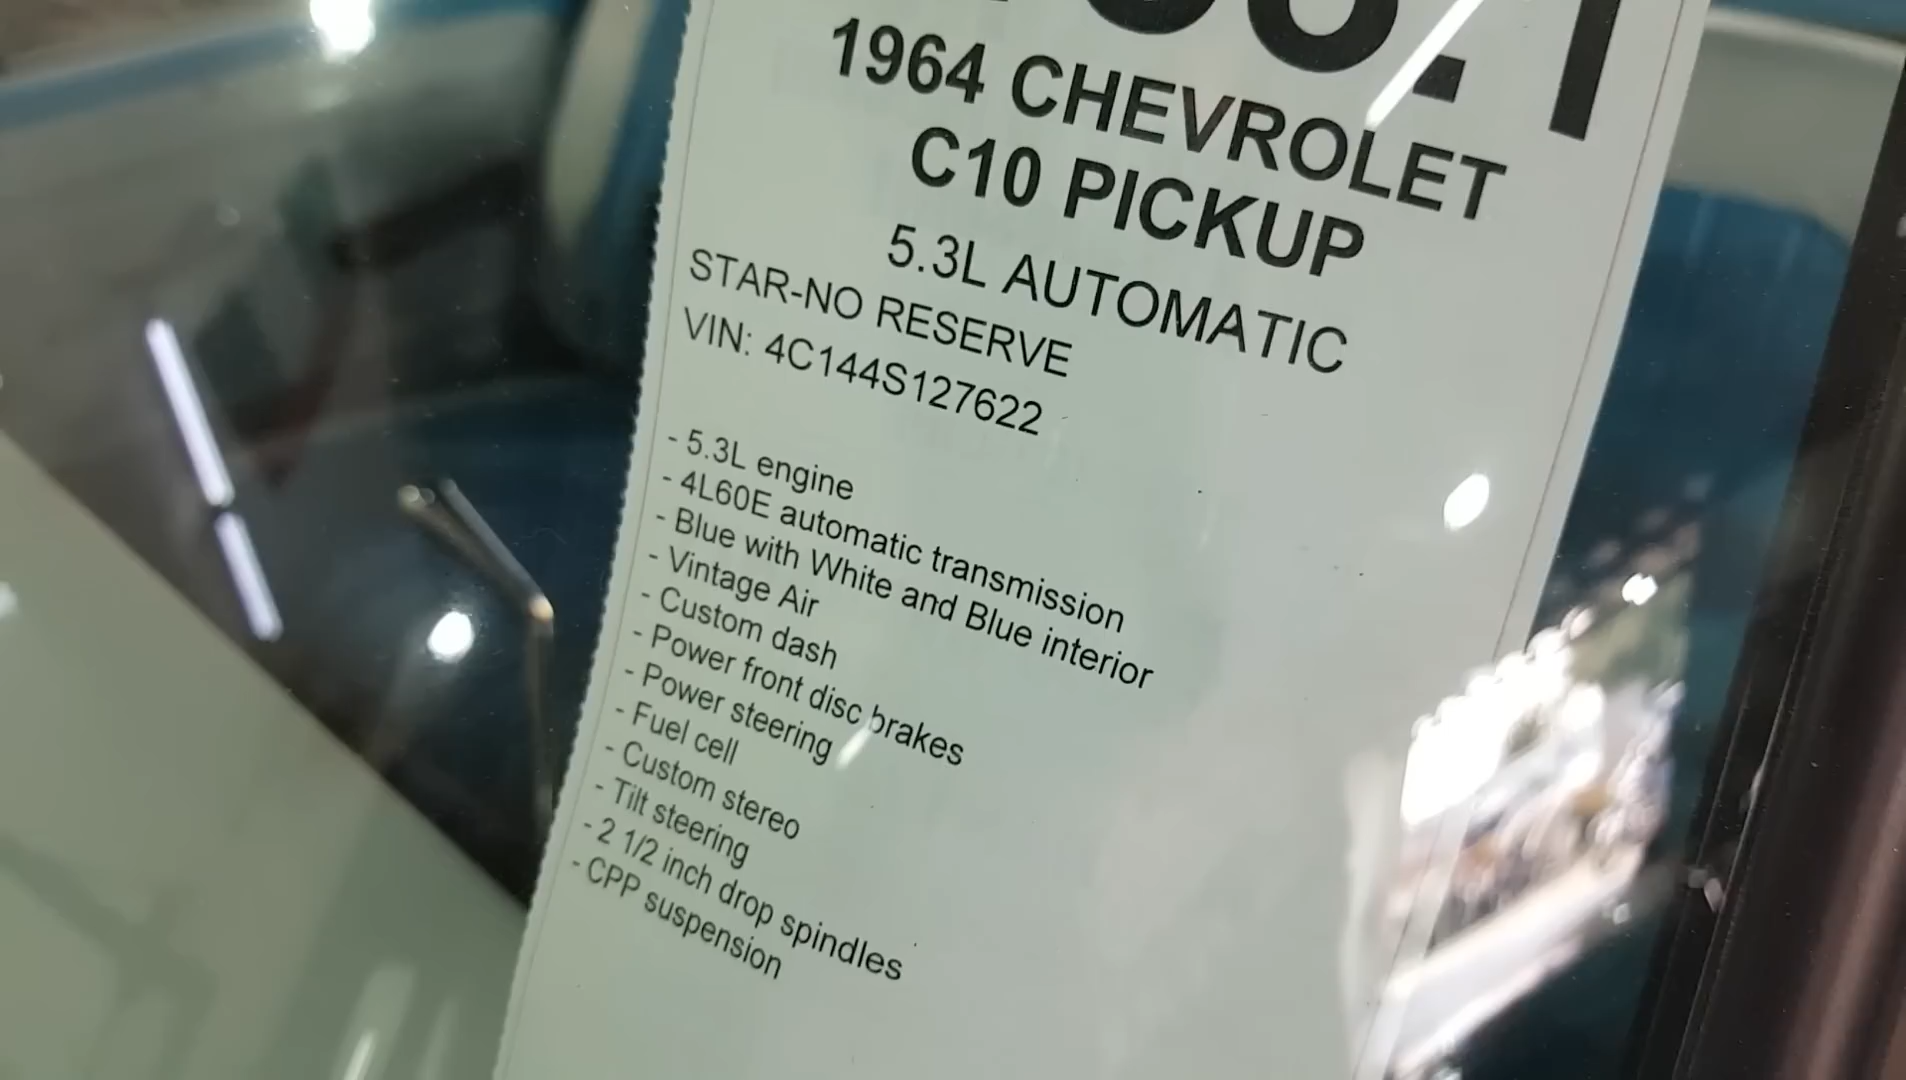 1964 CHEVROLET
C10 PICKUP
5.3L AUTOMATIC
STAR-NO RESERVE
VIN: 4C144S127622
- 5.3L engine
- 4L60E automatic transmission
- Blue with White and Blue interior
- Vintage Air
- Custom dash
- Power front disc brakes
- Power steering
- Fuel cell
- Custom stereo
- Tilt steering
- 2 1/2 inch drop spindles
- CPP suspension